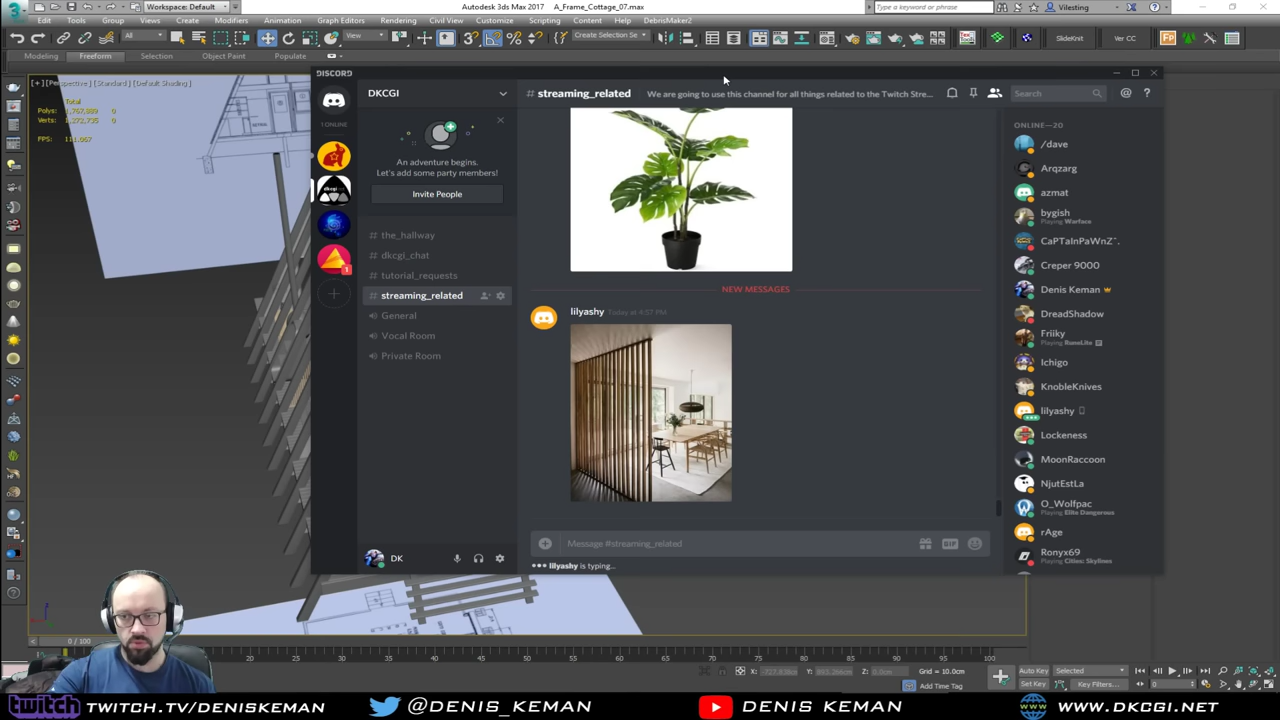 Autodesk 3ds Max 2017 A_Frame_Cottage_07.max
Workspace: Default
Type a keyword or phrase
Vilesting
Edit Tools Group Views Create Modifiers Animation Graph Editors Rendering Civil View Customize Scripting Content Help DebrisMaker2
All
View
Create Selection Se
SlideKnit
Ver CC
Modeling Freeform Selection Object Paint Populate
[+] [Perspective] [Standard] [Default Shading]
Total
Polys: 1,767,889 0
FPS:
DISCORD
DKCGI
# streaming_related We are going to use this channel for all things related to the Twitch Stre...
Search
1 ONLINE
An adventure begins.
Let's add some party members!
Invite People
# the_hallway
# dkcgi_chat
# tutorial_requests
# streaming_related
General
Vocal Room
Private Room
DK
NEW MESSAGES
lilyashy Today at 4:57 PM
Message #streaming_related
GIF
lilyashy is typing...
ONLINE—20
/dave
Arqzarg
azmat
bygish
Playing Warface
CaPTaInPaWnZ^.
Creper 9000
Denis Keman
DreadShadow
Friiky
Playing RuneLite
Ichigo
KnobleKnives
lilyashy
Lockeness
MoonRaccoon
NjutEstLa
O_Wolfpac
Playing Elite Dangerous
rAge
Ronyx69
Playing Cities: Skylines
0 / 100
20 25 30 35 40 45 50 55 60 65 70 75 80 85 90 95 100
X: Y: Z: Grid = 10.0cm
Add Time Tag
Auto Key Selected
Set Key Key Filters...
0
twitch TWITCH.TV/DENISKEMAN @DENIS_KEMAN DENIS KEMAN WWW.DKCGI.NET